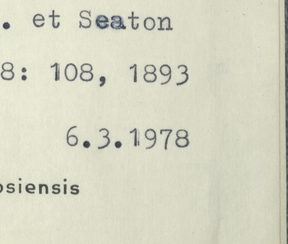 . et Seaton
8: 108, 1893
6.3.1978
osiensis